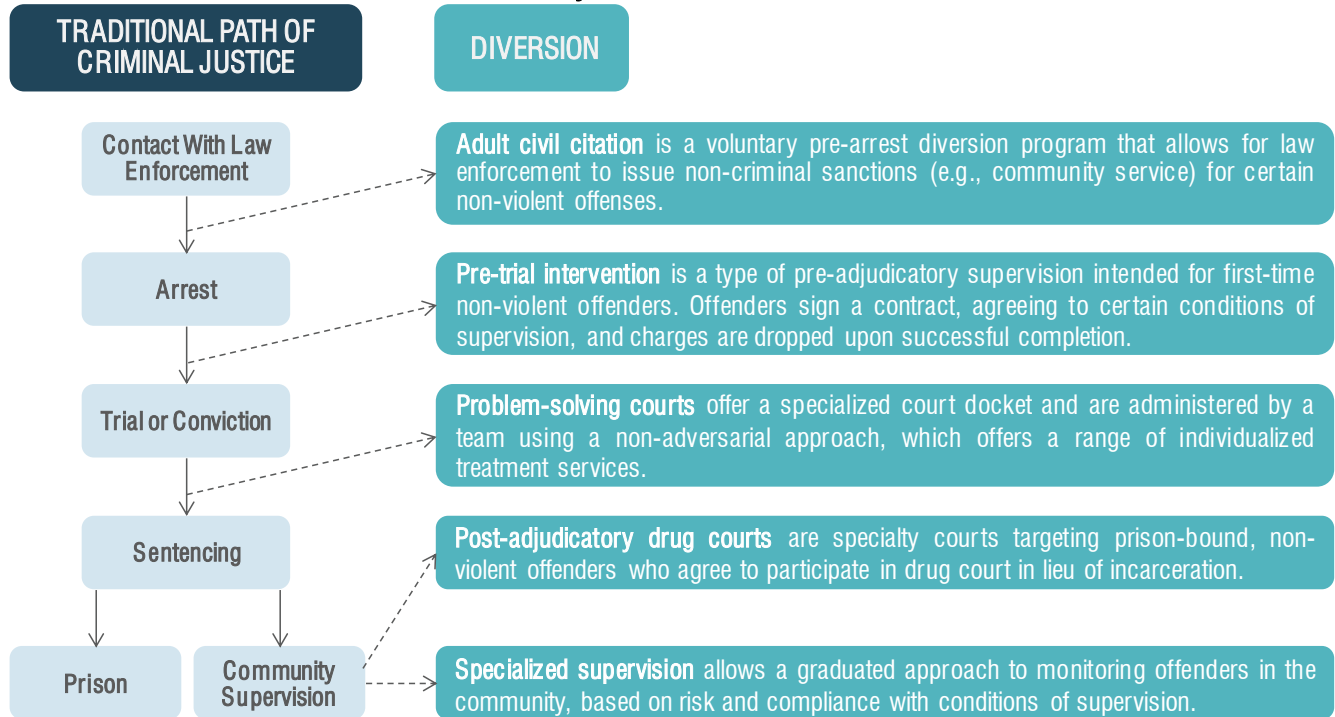 TRADITIONAL PATH OF
CRIMINAL JUSTICE
DIVERSION
Contact With Law
Enforcement
Adult civil citation is a voluntary pre-arrest diversion program that allows for law
enforcement to issue non-criminal sanctions (e.g., community service) for certain
non-violent offenses.
Arrest
Pre-trial intervention is a type of pre-adjudicatory supervision intended for first-time
non-violent offenders. Offenders sign a contract, agreeing to certain conditions of
supervision, and charges are dropped upon successful completion.
Trial or Conviction
Problem-solving courts offer a specialized court docket and are administered by a
team using a non-adversarial approach, which offers a range of individualized
treatment services.
Sentencing
Post-adjudicatory drug courts are specialty courts targeting prison-bound, non-
violent offenders who agree to participate in drug court in lieu of incarceration.
Prison
Community
Supervision
Specialized supervision allows a graduated approach to monitoring offenders in the
community, based on risk and compliance with conditions of supervision.